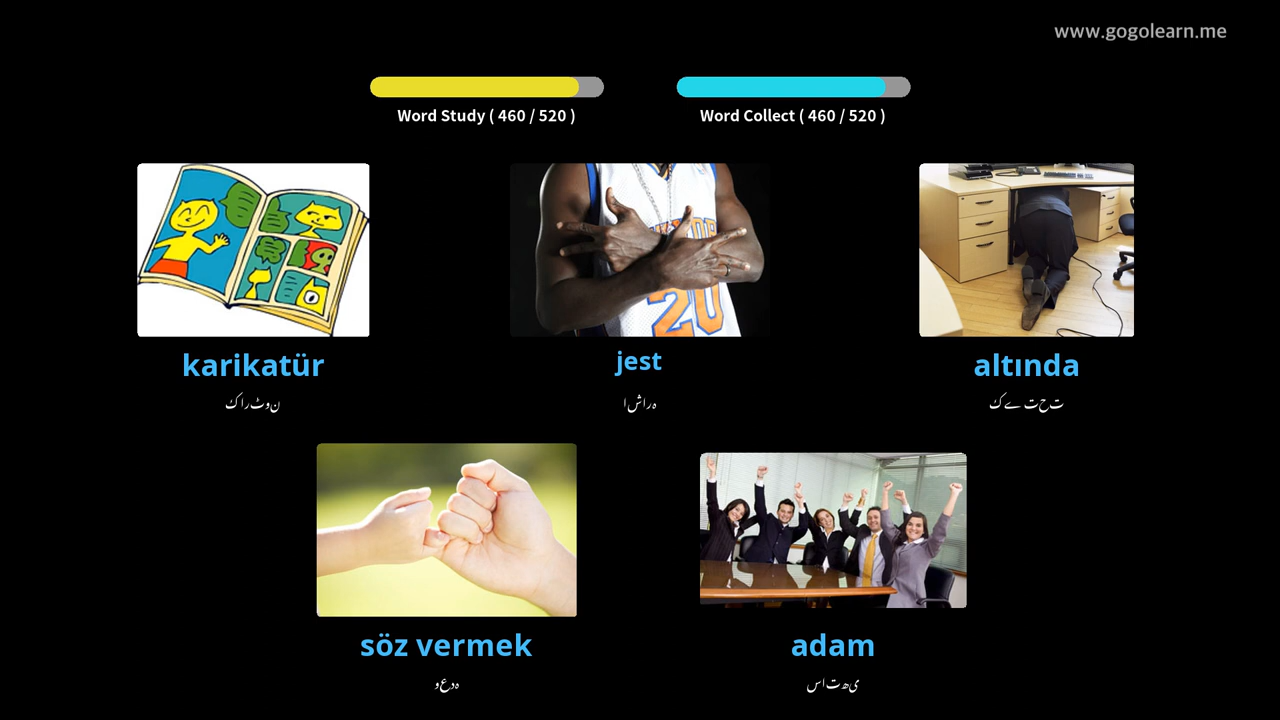 www.gogolearn.me
Word Study ( 460 / 520 )
Word Collect ( 460 / 520 )
20
karikatür
jest
altında
کارٹون
اشارہ
کے تحت
söz vermek
adam
وعدہ
ساتھی